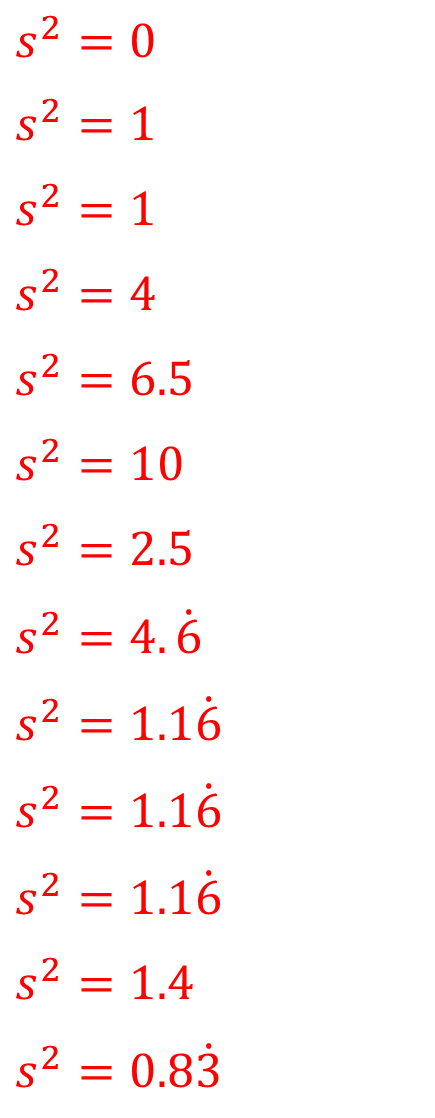 s² = 0
s² = 1
s² = 1
s² = 4
s² = 6.5
s² = 10
s² = 2.5
s² = 4.6̇
s² = 1.16̇
s² = 1.16̇
s² = 1.16̇
s² = 1.4
s² = 0.83̇